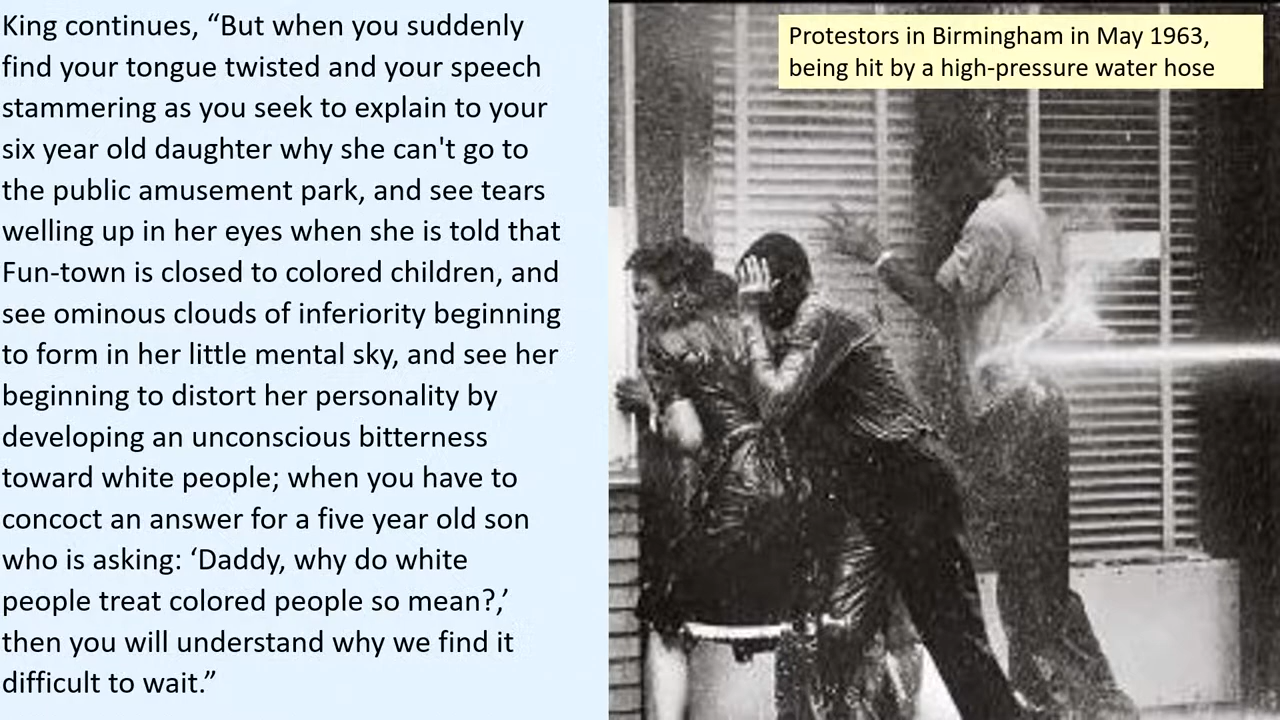 King continues, “But when you suddenly
find your tongue twisted and your speech
stammering as you seek to explain to your
six year old daughter why she can't go to
the public amusement park, and see tears
welling up in her eyes when she is told that
Fun-town is closed to colored children, and
see ominous clouds of inferiority beginning
to form in her little mental sky, and see her
beginning to distort her personality by
developing an unconscious bitterness
toward white people; when you have to
concoct an answer for a five year old son
who is asking: ‘Daddy, why do white
people treat colored people so mean?,’
then you will understand why we find it
difficult to wait.”
Protestors in Birmingham in May 1963,
being hit by a high-pressure water hose